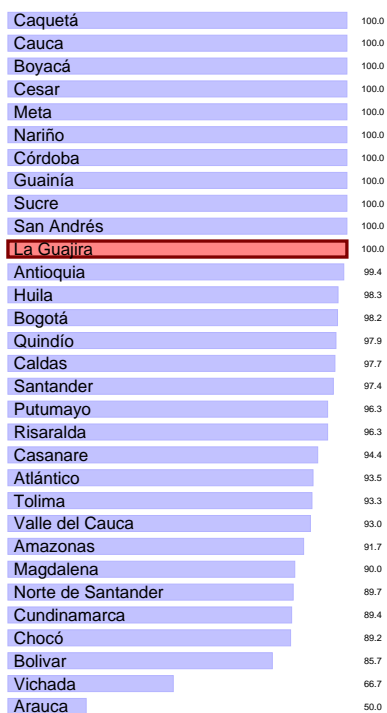 Caquetá 100.0
Cauca 100.0
Boyacá 100.0
Cesar 100.0
Meta 100.0
Nariño 100.0
Córdoba 100.0
Guainía 100.0
Sucre 100.0
San Andrés 100.0
La Guajira 100.0
Antioquia 99.4
Huila 98.3
Bogotá 98.2
Quindío 97.9
Caldas 97.7
Santander 97.4
Putumayo 96.3
Risaralda 96.3
Casanare 94.4
Atlántico 93.5
Tolima 93.3
Valle del Cauca 93.0
Amazonas 91.7
Magdalena 90.0
Norte de Santander 89.7
Cundinamarca 89.4
Chocó 89.2
Bolivar 85.7
Vichada 66.7
Arauca 50.0